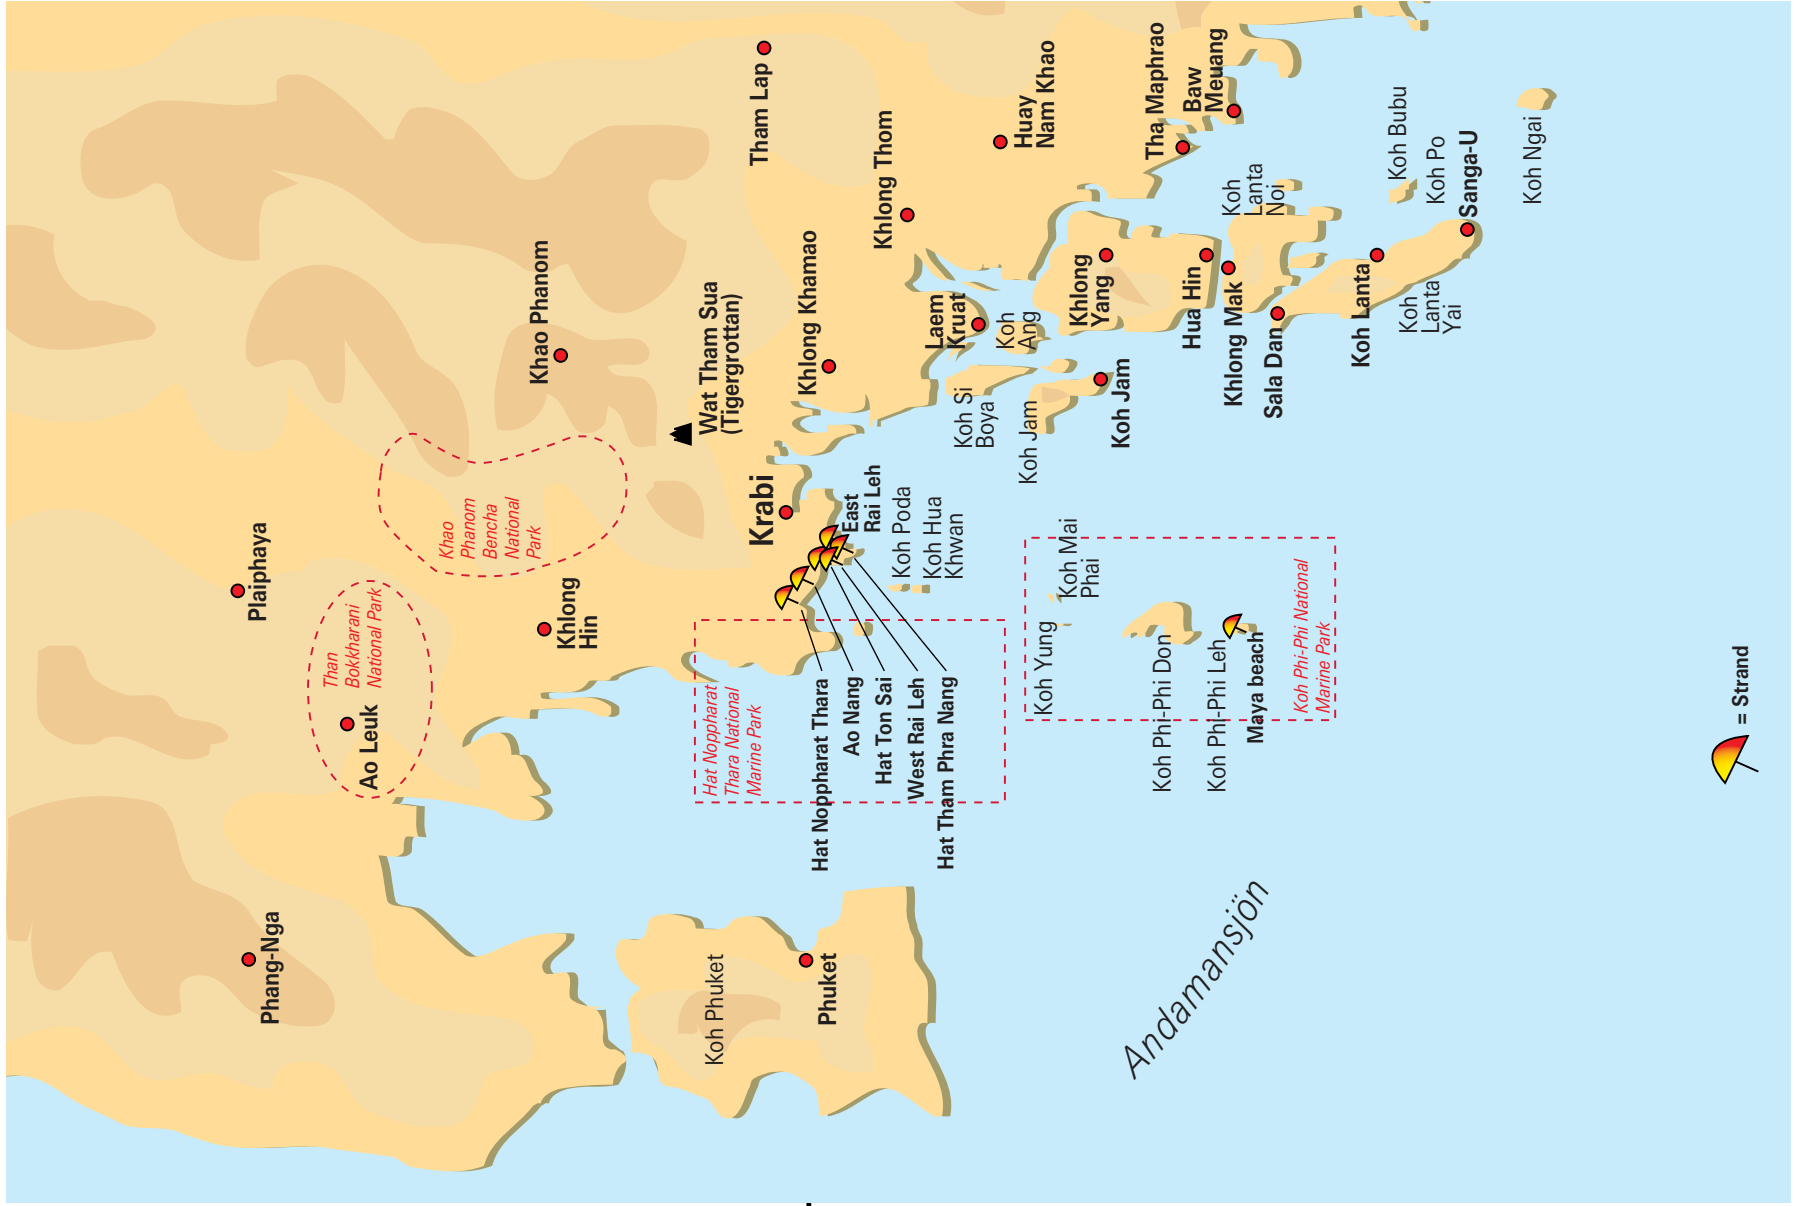 Phang-Nga
Plaiphaya
Than
Bokkharani
National Park
Ao Leuk
Khao
Phanom
Bencha
National
Park
Khao Phanom
Khlong
Hin
Tham Lap
Wat Tham Sua
(Tigergrottan)
Krabi
Khlong Khamao
Khlong Thom
Huay
Nam Khao
Tha Maphrao
Baw
Meuang
Laem
Kruat
Koh
Ang
Khlong
Yang
Hua Hin
Khlong Mak
Sala Dan
Koh
Lanta
Noi
Koh Lanta
Koh
Lanta
Yai
Koh Bubu
Koh Po
Sanga-U
Koh Ngai
Koh Si
Boya
Koh Jam
Koh Jam
East
Rai Leh
Koh Poda
Koh Hua
Khwan
Hat Noppharat
Thara National
Marine Park
Hat Noppharat Thara
Ao Nang
Hat Ton Sai
West Rai Leh
Hat Tham Phra Nang
Koh Mai
Phai
Koh Yung
Koh Phi-Phi Don
Koh Phi-Phi Leh
Maya beach
Koh Phi-Phi National
Marine Park
Koh Phuket
Phuket
Andamansjön
= Strand